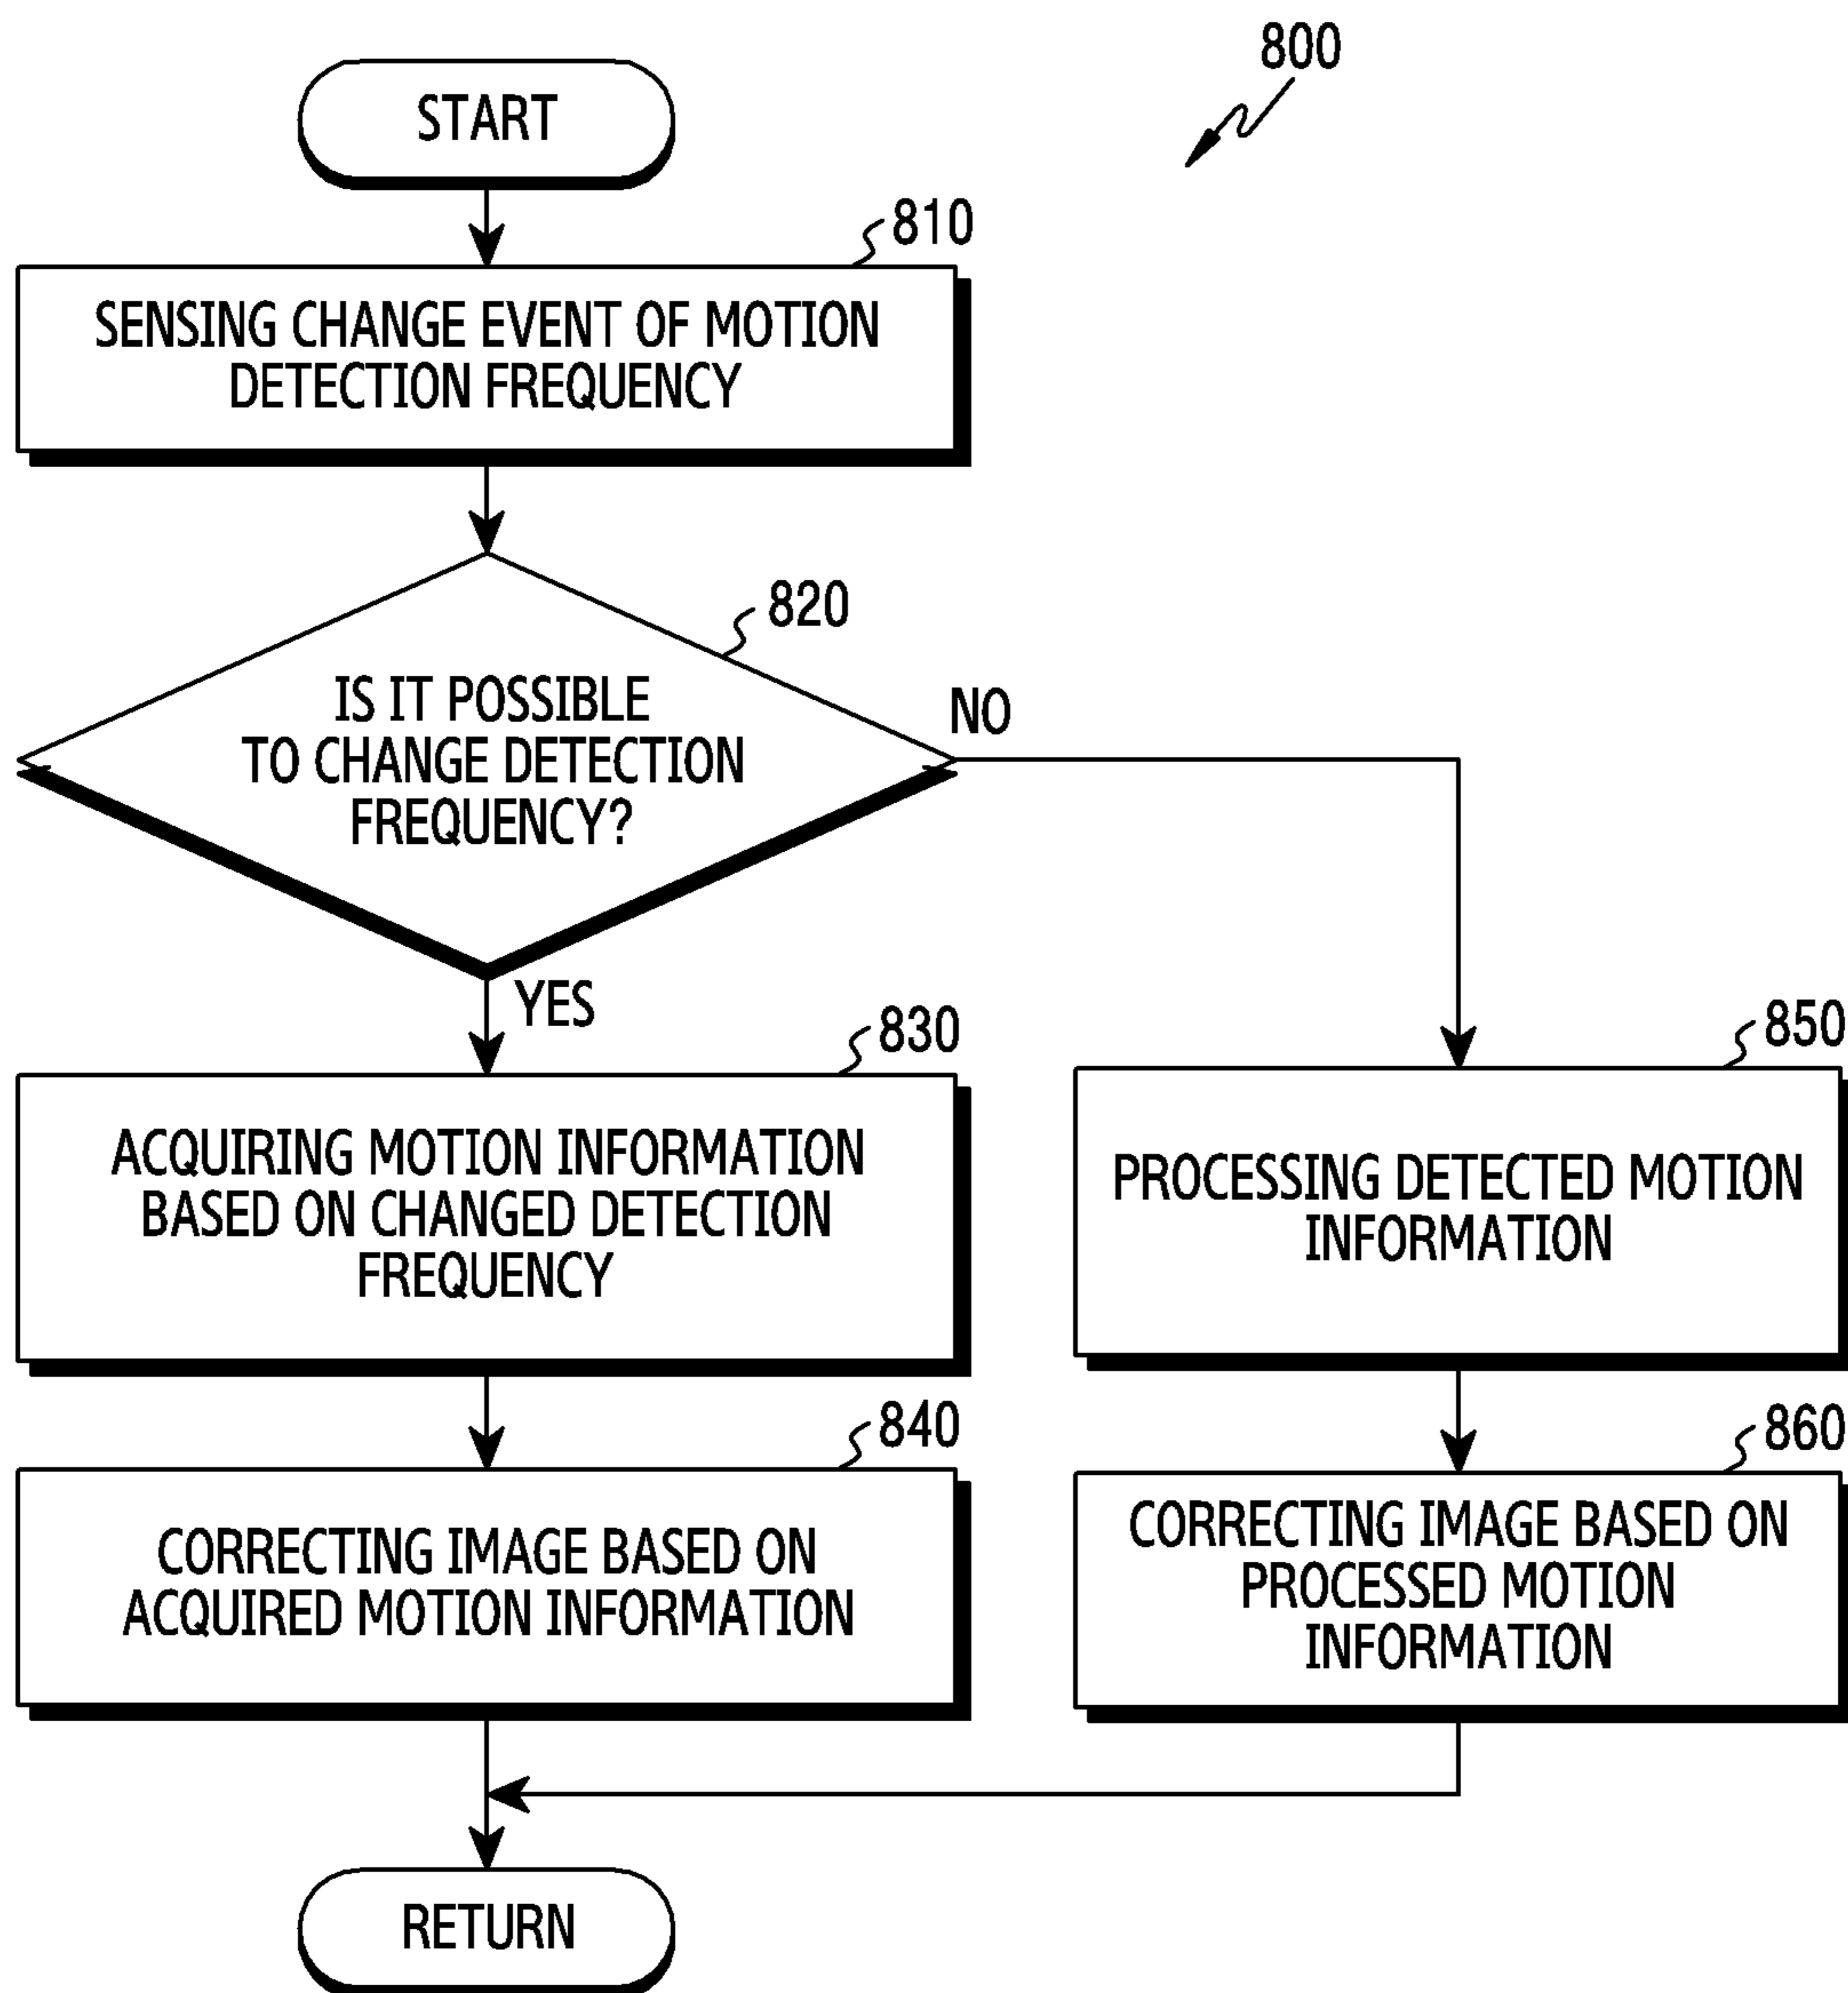 800
START
810
SENSING CHANGE EVENT OF MOTION
DETECTION FREQUENCY
820
IS IT POSSIBLE
TO CHANGE DETECTION
FREQUENCY?
NO
YES
830
ACQUIRING MOTION INFORMATION
BASED ON CHANGED DETECTION
FREQUENCY
840
CORRECTING IMAGE BASED ON
ACQUIRED MOTION INFORMATION
850
PROCESSING DETECTED MOTION
INFORMATION
860
CORRECTING IMAGE BASED ON
PROCESSED MOTION
INFORMATION
RETURN